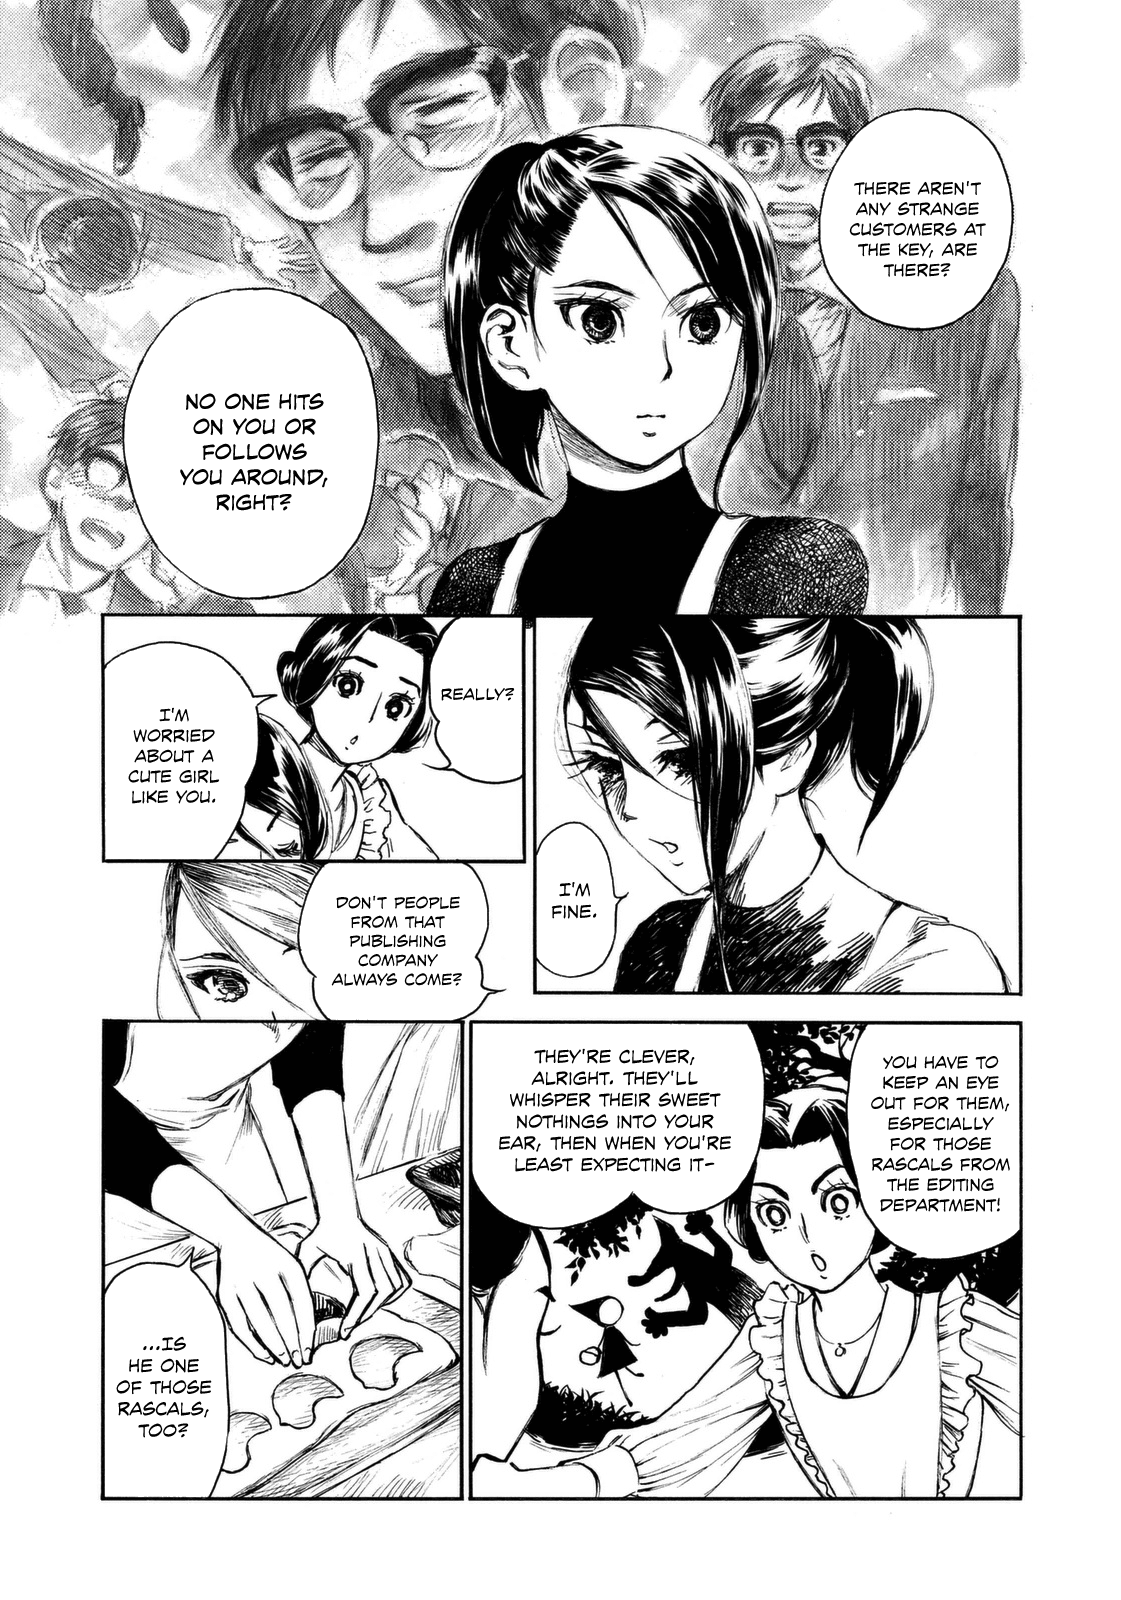 THERE AREN'T
ANY STRANGE
CUSTOMERS AT
THE KEY, ARE
THERE?
NO ONE HITS
ON YOU OR
FOLLOWS
YOU AROUND,
RIGHT?
I'M
FINE.
REALLY?
I'M
WORRIED
ABOUT A
CUTE GIRL
LIKE YOU.
DON'T PEOPLE
FROM THAT
PUBLISHING
COMPANY
ALWAYS COME?
YOU HAVE TO
KEEP AN EYE
OUT FOR THEM,
ESPECIALLY
FOR THOSE
RASCALS FROM
THE EDITING
DEPARTMENT!
THEY'RE CLEVER,
ALRIGHT. THEY'LL
WHISPER THEIR SWEET
NOTHINGS INTO YOUR
EAR, THEN WHEN YOU'RE
LEAST EXPECTING IT-
...IS
HE ONE
OF THOSE
RASCALS,
TOO?